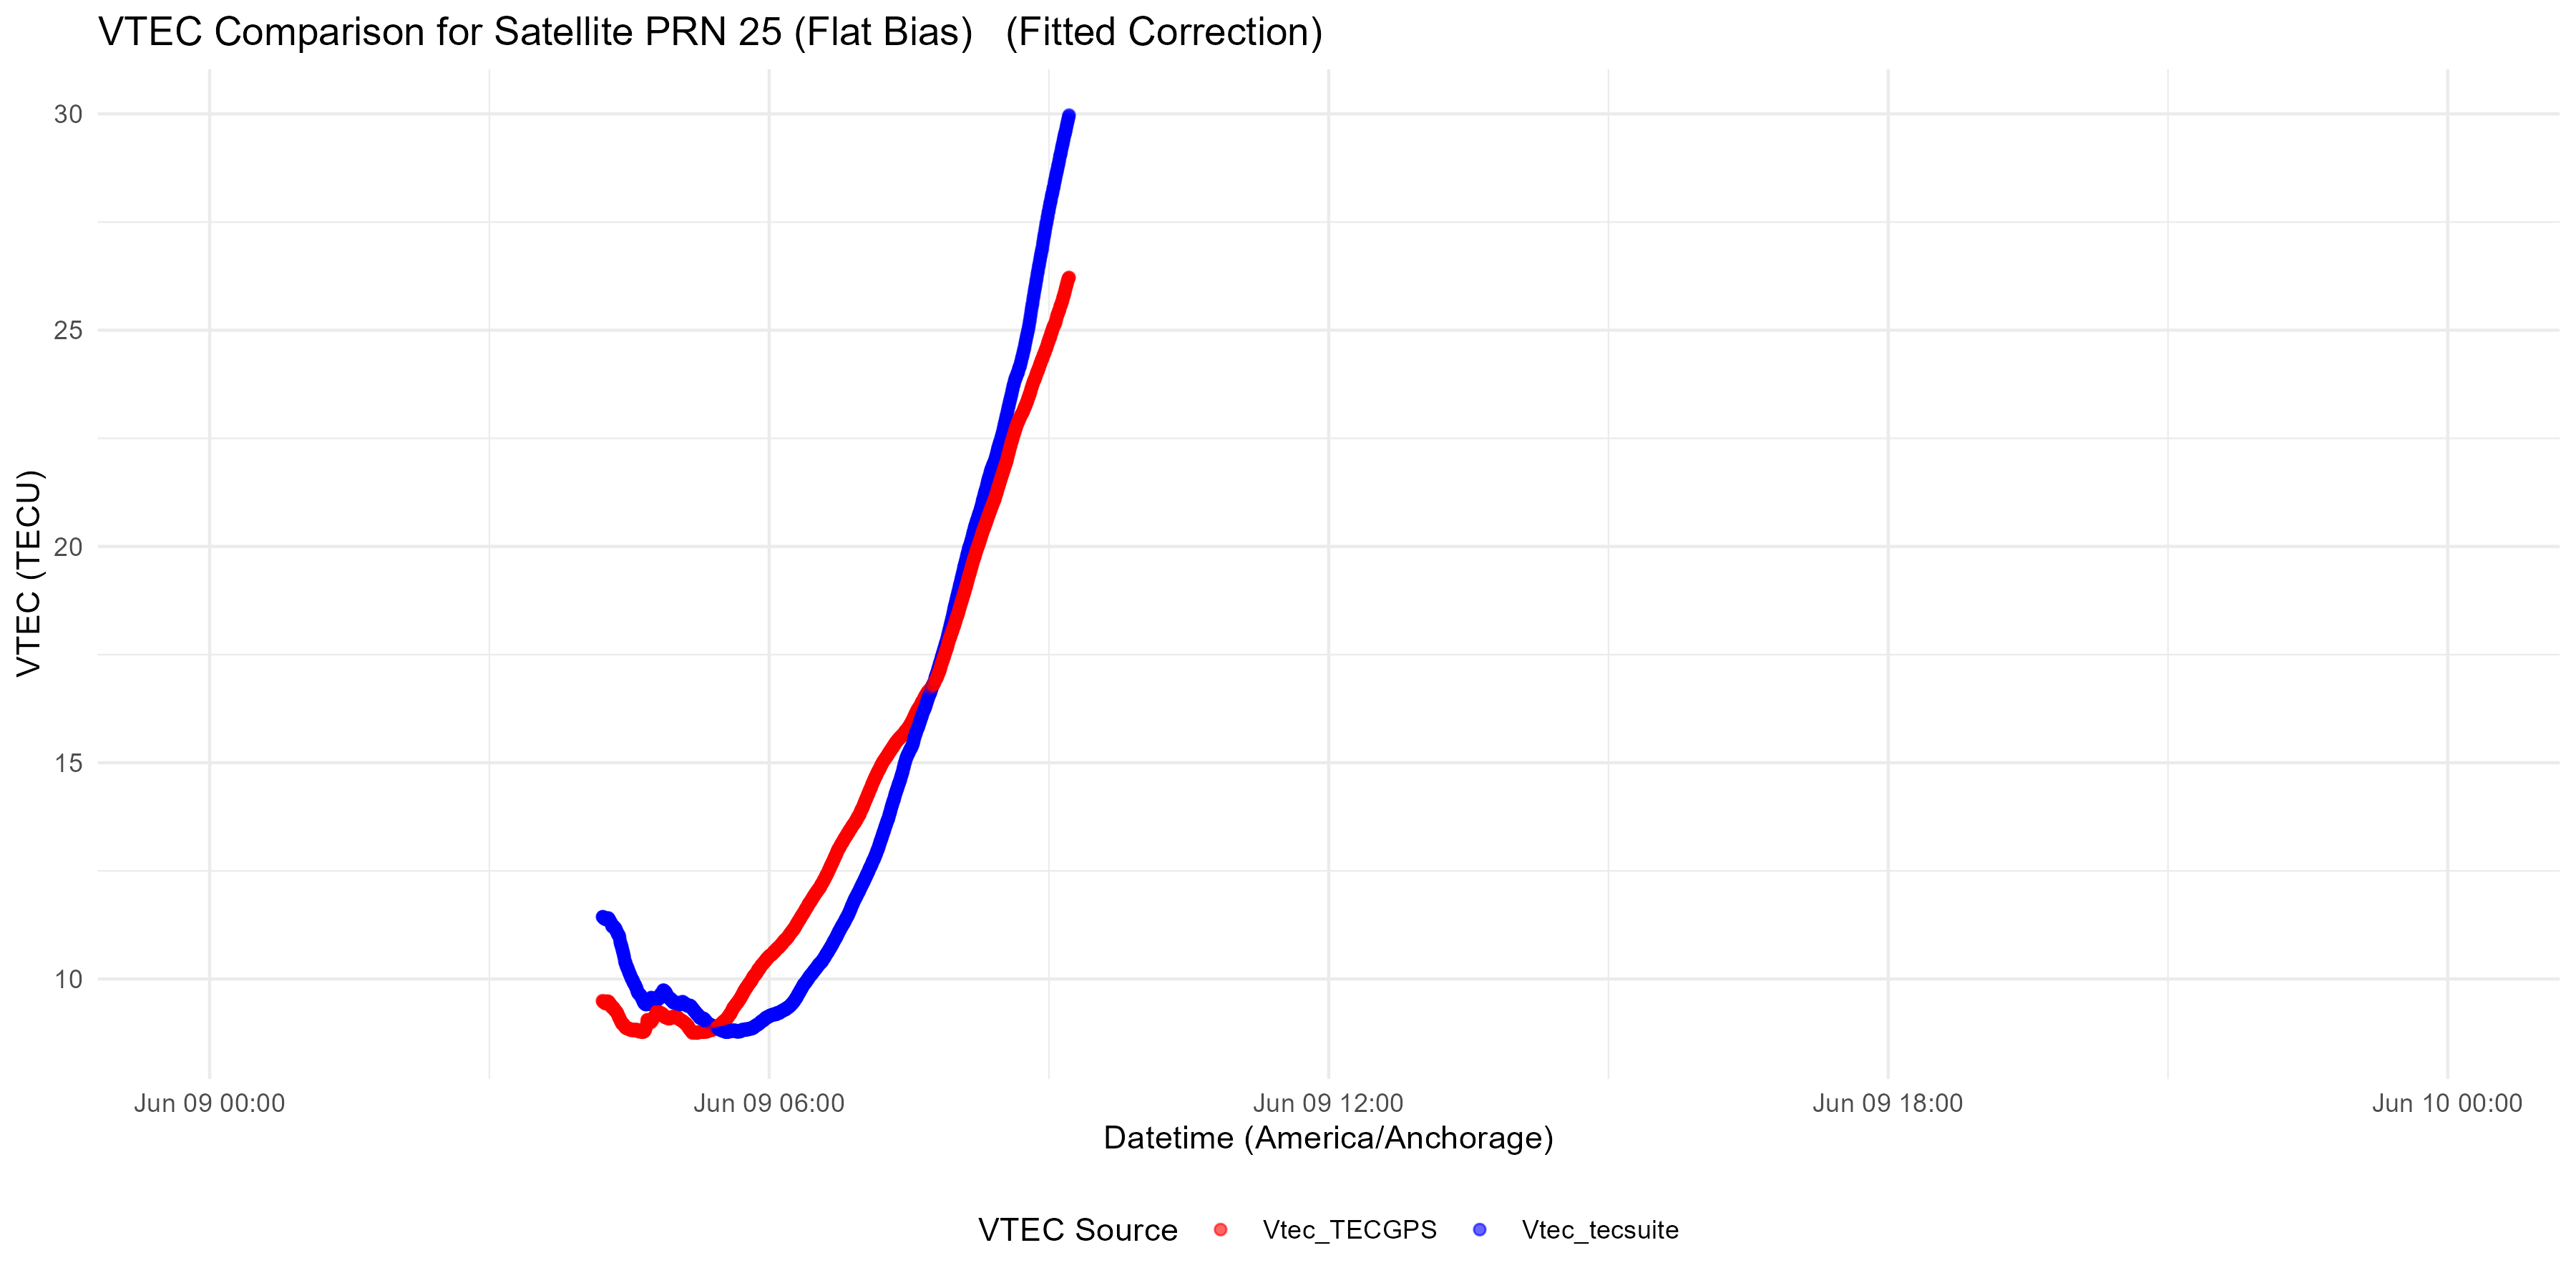 VTEC Comparison for Satellite PRN 25 (Flat Bias)   (Fitted Correction)
VTEC (TECU)
30
25
20
15
10
Jun 09 00:00
Jun 09 06:00
Jun 09 12:00
Jun 09 18:00
Jun 10 00:00
Datetime (America/Anchorage)
VTEC Source
Vtec_TECGPS
Vtec_tecsuite